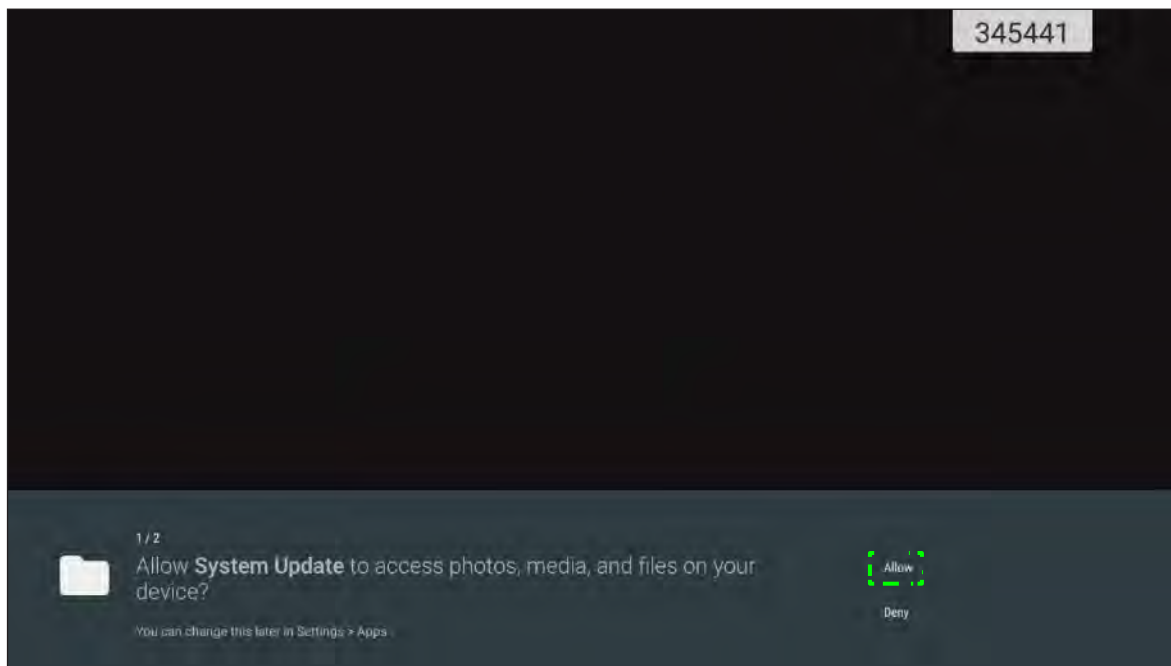 345441
1 / 2
Allow System Update to access photos, media, and files on your
device?
You can change this later in Settings > Apps
Allow
Deny